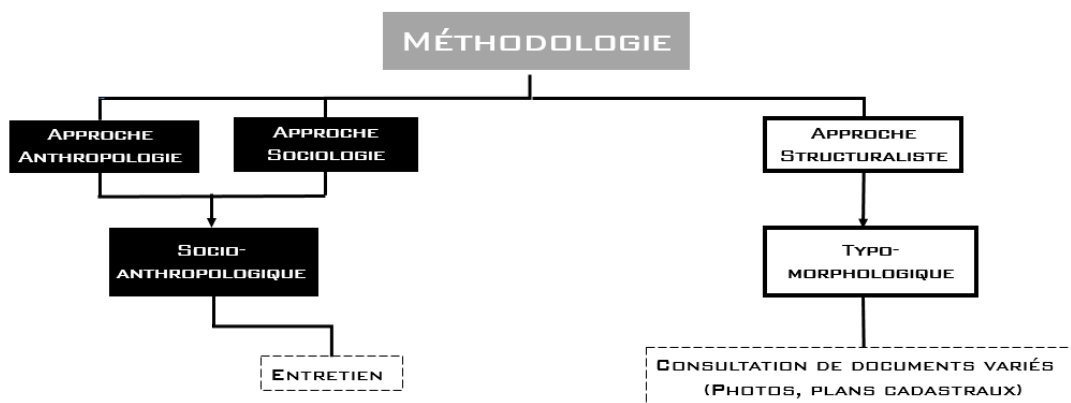 MÉTHODOLOGIE
APPROCHE
ANTHROPOLOGIE
APPROCHE
SOCIOLOGIE
APPROCHE
STRUCTURALISTE
SOCIO-
ANTHROPOLOGIQUE
TYPO-
MORPHOLOGIQUE
ENTRETIEN
CONSULTATION DE DOCUMENTS VARIÉS
(PHOTOS, PLANS CADASTRAUX)